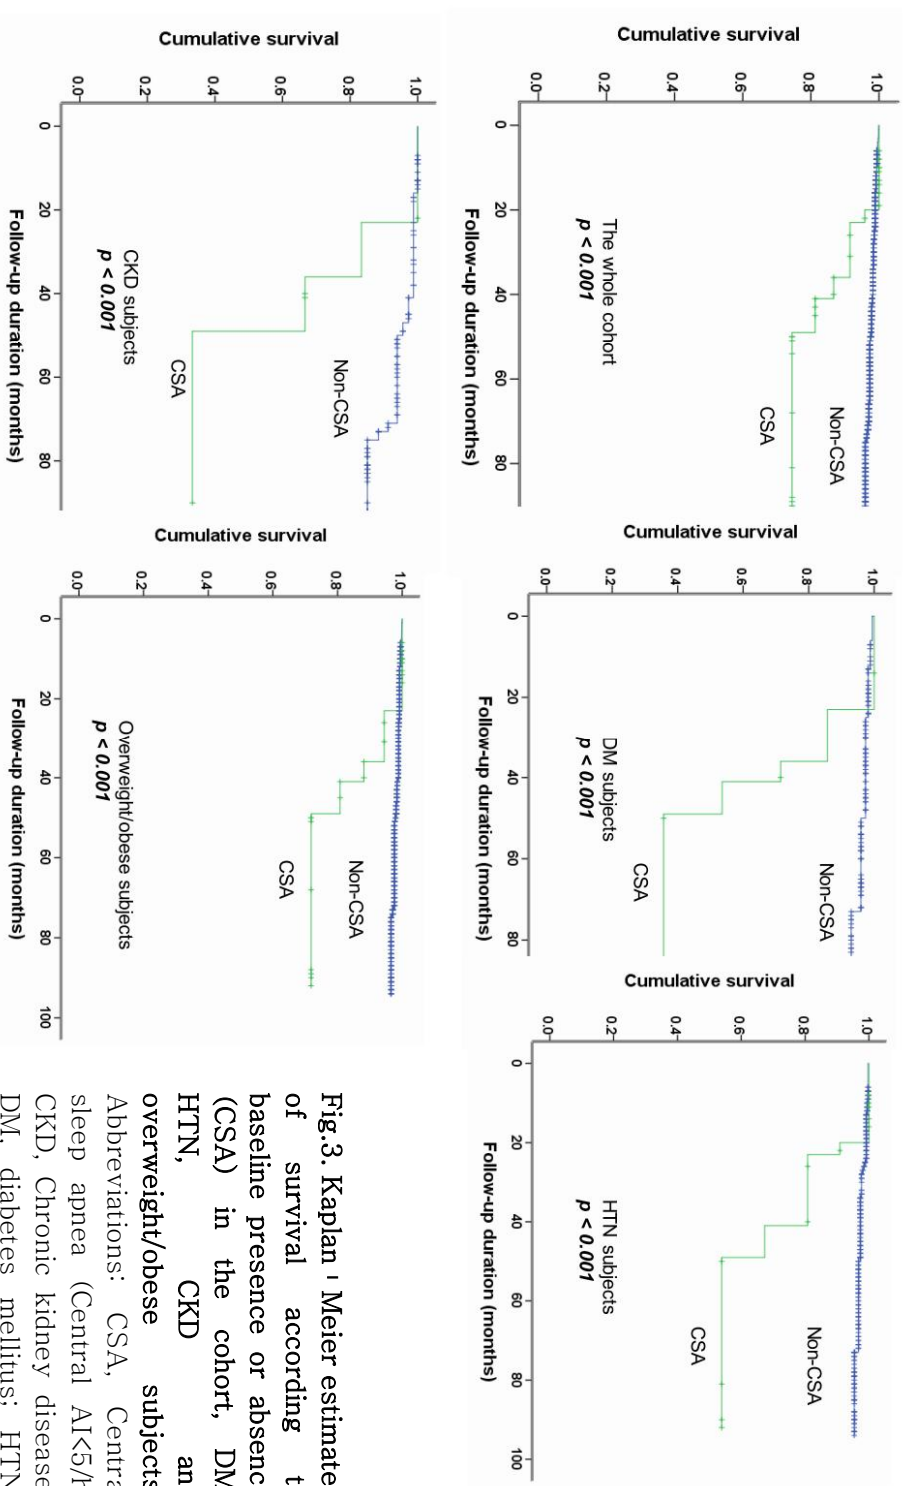 Cumulative survival
1.0
0.8
0.6
0.4
0.2
0.0
0
20
40
60
80
Follow-up duration (months)
The whole cohort
p < 0.001
Non-CSA
CSA
Cumulative survival
1.0
0.8
0.6
0.4
0.2
0.0
0
20
40
60
80
Follow-up duration (months)
DM subjects
p < 0.001
Non-CSA
CSA
Cumulative survival
1.0
0.8
0.6
0.4
0.2
0.0
0
20
40
60
80
100
Follow-up duration (months)
HTN subjects
p < 0.001
Non-CSA
CSA
Cumulative survival
1.0
0.8
0.6
0.4
0.2
0.0
0
20
40
60
80
Follow-up duration (months)
CKD subjects
p < 0.001
Non-CSA
CSA
Cumulative survival
1.0
0.8
0.6
0.4
0.2
0.0
0
20
40
60
80
100
Follow-up duration (months)
Overweight/obese subjects
p < 0.001
Non-CSA
CSA
Fig.3. Kaplan ' Meier estimate
of survival according t
baseline presence or absenc
(CSA) in the cohort, DM
HTN, CKD an
overweight/obese subjects
Abbreviations: CSA, Centra
sleep apnea (Central AI<5/h
CKD, Chronic kidney disease
DM, diabetes mellitus; HTN